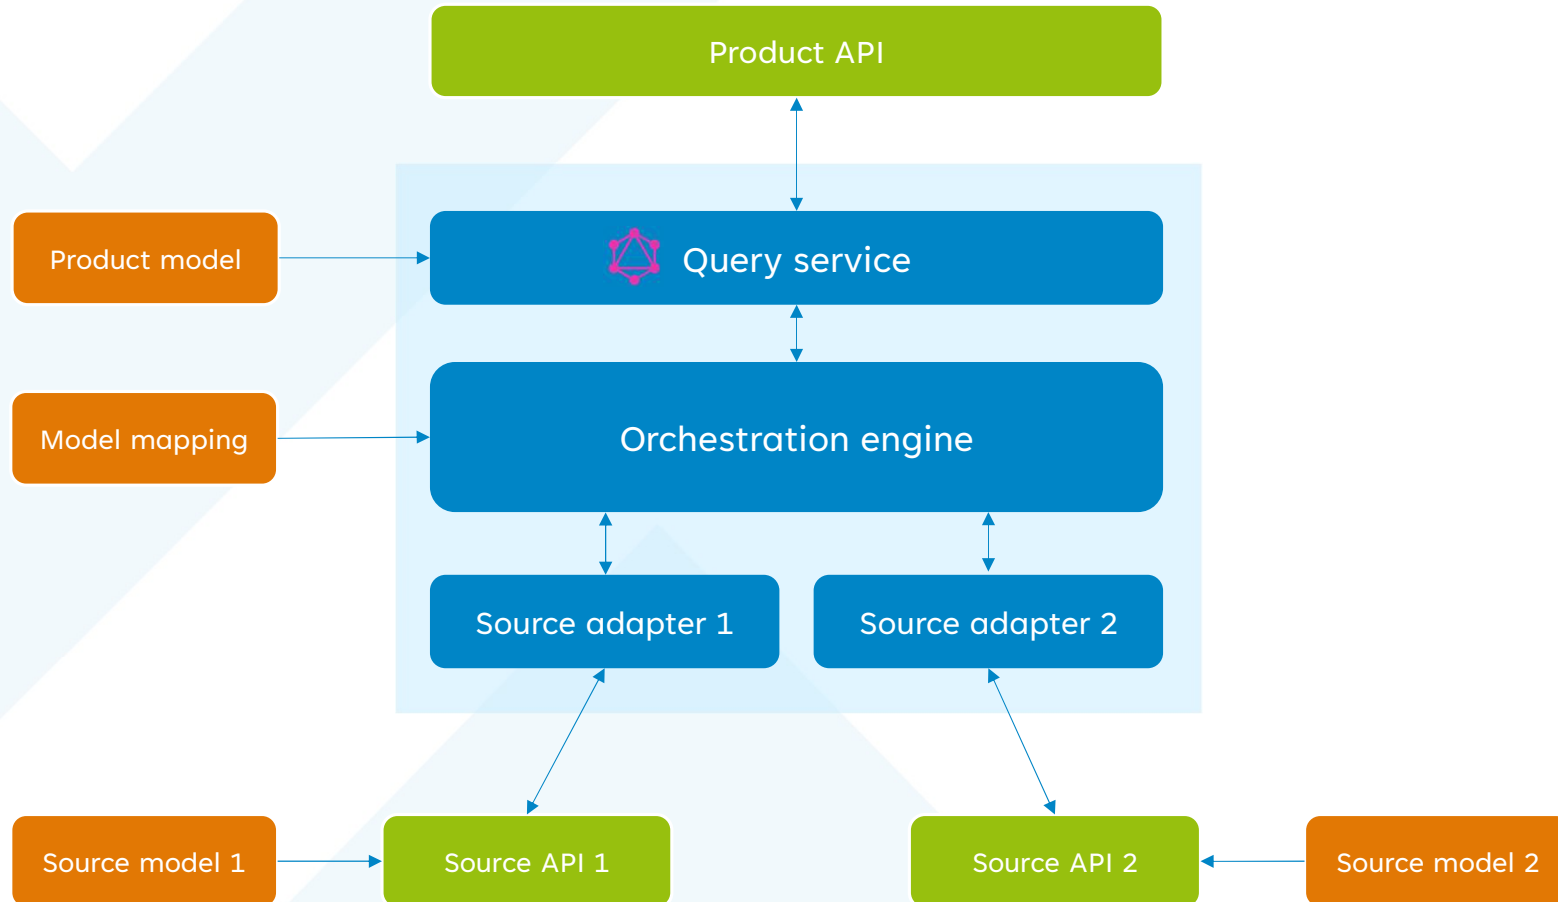 Product API
Product model
Query service
Model mapping
Orchestration engine
Source adapter 1
Source adapter 2
Source model 1
Source API 1
Source API 2
Source model 2